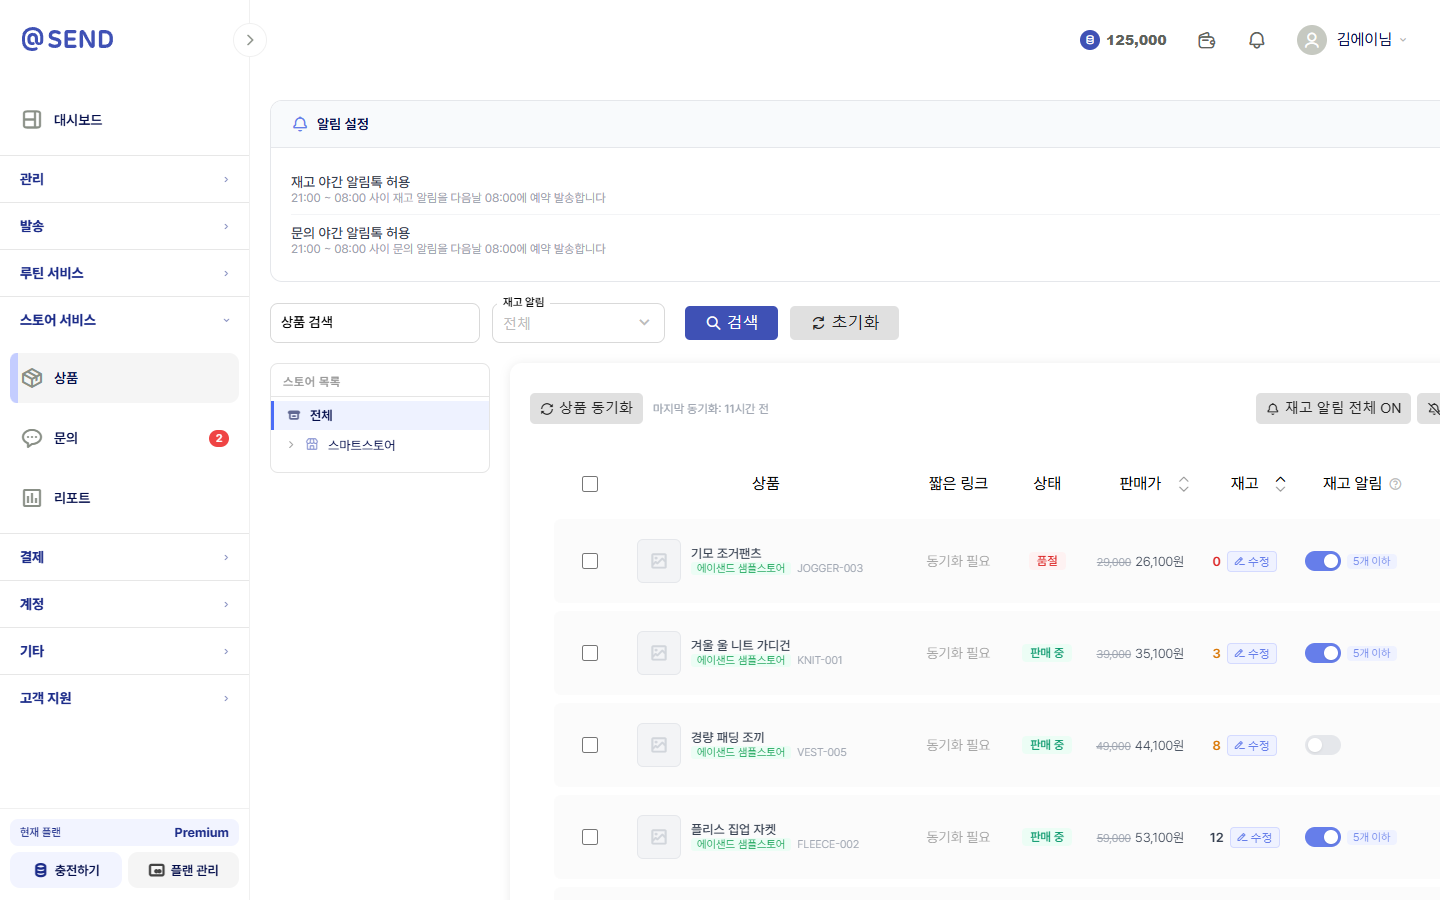 @SEND
125,000
김에이님
대시보드
관리
발송
루틴 서비스
스토어 서비스
상품
문의
2
리포트
결제
계정
기타
고객 지원
현재 플랜
Premium
충전하기
플랜 관리
알림 설정
재고 야간 알림톡 허용
21:00 ~ 08:00 사이 재고 알림을 다음날 08:00에 예약 발송합니다
문의 야간 알림톡 허용
21:00 ~ 08:00 사이 문의 알림을 다음날 08:00에 예약 발송합니다
상품 검색
재고 알림
전체
검색
초기화
스토어 목록
전체
스마트스토어
상품 동기화
마지막 동기화: 11시간 전
재고 알림 전체 ON
상품
짧은 링크
상태
판매가
재고
재고 알림
기모 조거팬츠
에이샌드 샘플스토어 JOGGER-003
동기화 필요
품절
29,000 26,100원
0
수정
5개 이하
겨울 울 니트 가디건
에이샌드 샘플스토어 KNIT-001
동기화 필요
판매 중
39,000 35,100원
3
수정
5개 이하
경량 패딩 조끼
에이샌드 샘플스토어 VEST-005
동기화 필요
판매 중
49,000 44,100원
8
수정
플리스 집업 자켓
에이샌드 샘플스토어 FLEECE-002
동기화 필요
판매 중
59,000 53,100원
12
수정
5개 이하